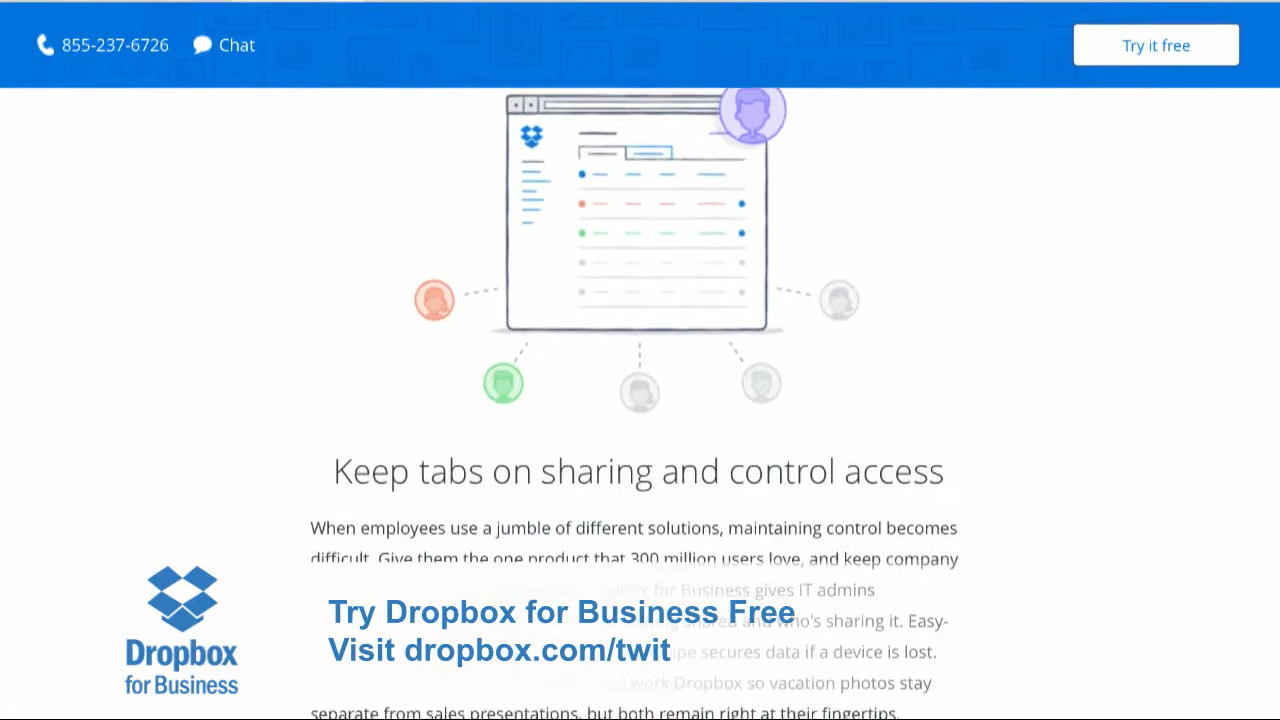 855-237-6726 Chat Try it free
Keep tabs on sharing and control access
When employees use a jumble of different solutions, maintaining control becomes
difficult. Give them the one product that 300 million users love, and keep company
for Business gives IT admins
shared and who's sharing it. Easy-
secures data if a device is lost.
work Dropbox so vacation photos stay
separate from sales presentations, but both remain right at their fingertips.
Dropbox
for Business
Try Dropbox for Business Free
Visit dropbox.com/twit